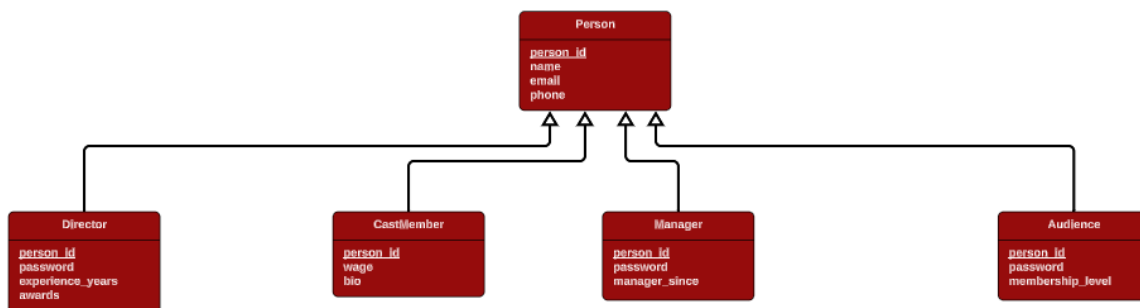 Person
person_id
name
email
phone
Director
person_id
password
experience_years
awards
CastMember
person_id
wage
bio
Manager
person_id
password
manager_since
Audience
person_id
password
membership_level